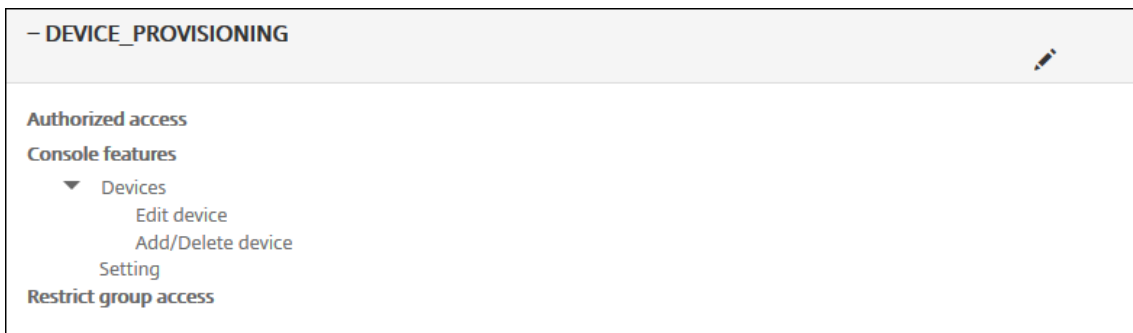 – DEVICE_PROVISIONING
Authorized access
Console features
Devices
Edit device
Add/Delete device
Setting
Restrict group access